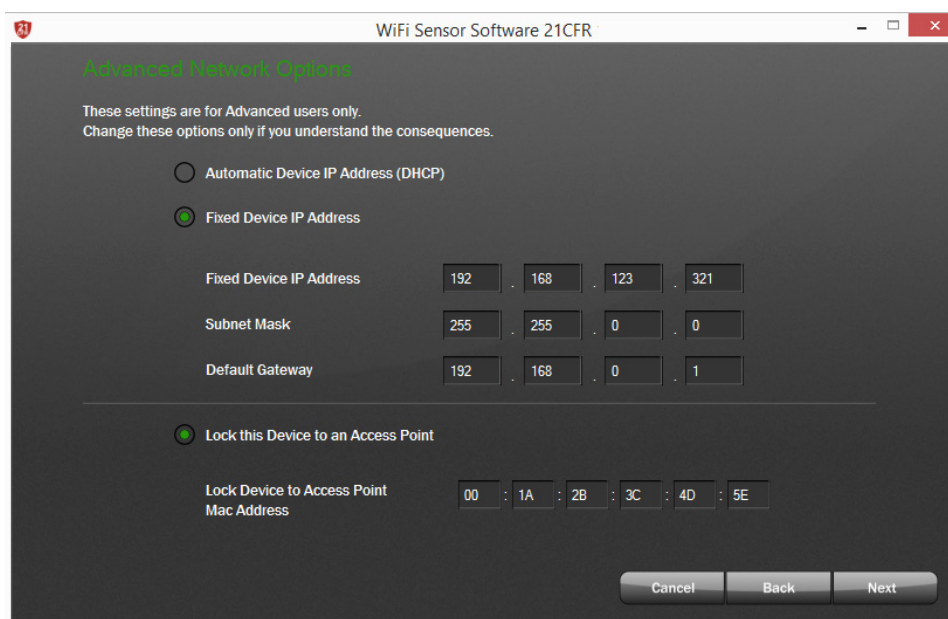 WiFi Sensor Software 21CFR
Advanced Network Options
These settings are for Advanced users only.
Change these options only if you understand the consequences.
Automatic Device IP Address (DHCP)
Fixed Device IP Address
Fixed Device IP Address 192 . 168 . 123 . 321
Subnet Mask 255 . 255 . 0 . 0
Default Gateway 192 . 168 . 0 . 1
Lock this Device to an Access Point
Lock Device to Access Point
Mac Address 00 : 1A : 2B : 3C : 4D : 5E
Cancel Back Next